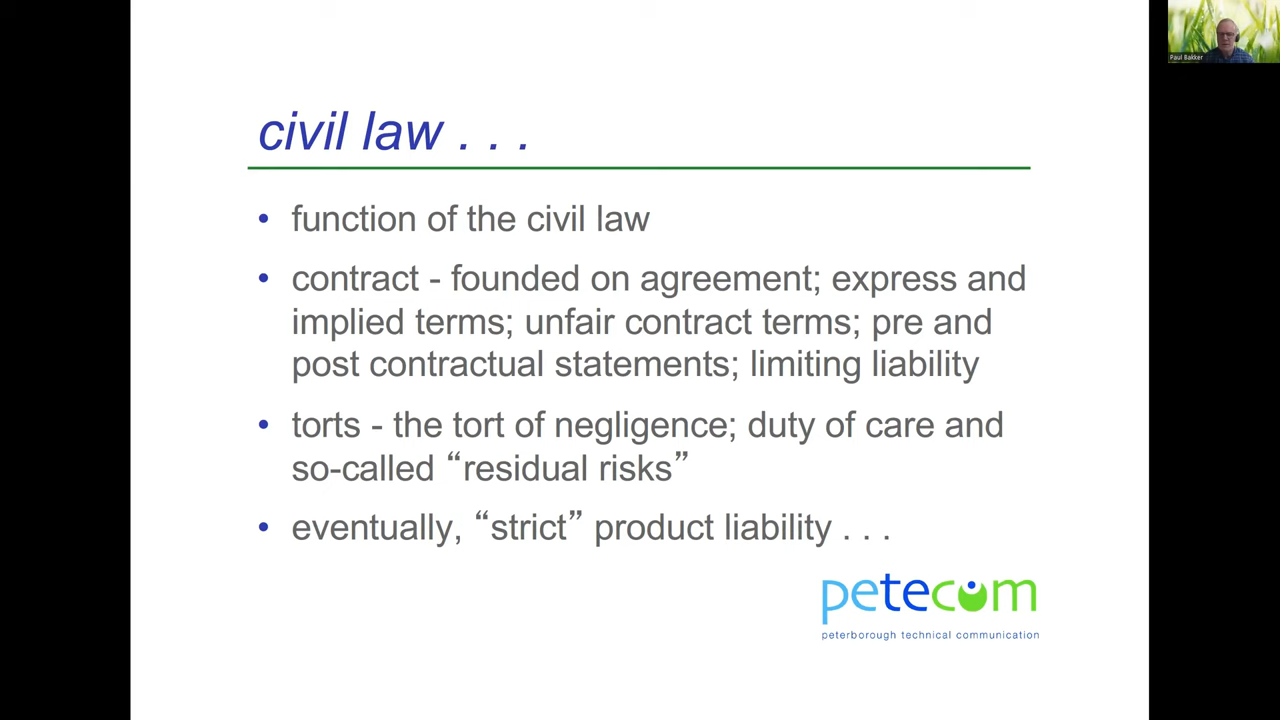 Paul Bakker
civil law . . .
• function of the civil law
• contract - founded on agreement; express and
implied terms; unfair contract terms; pre and
post contractual statements; limiting liability
• torts - the tort of negligence; duty of care and
so-called “residual risks”
• eventually, “strict” product liability . . .
petecom
peterborough technical communication